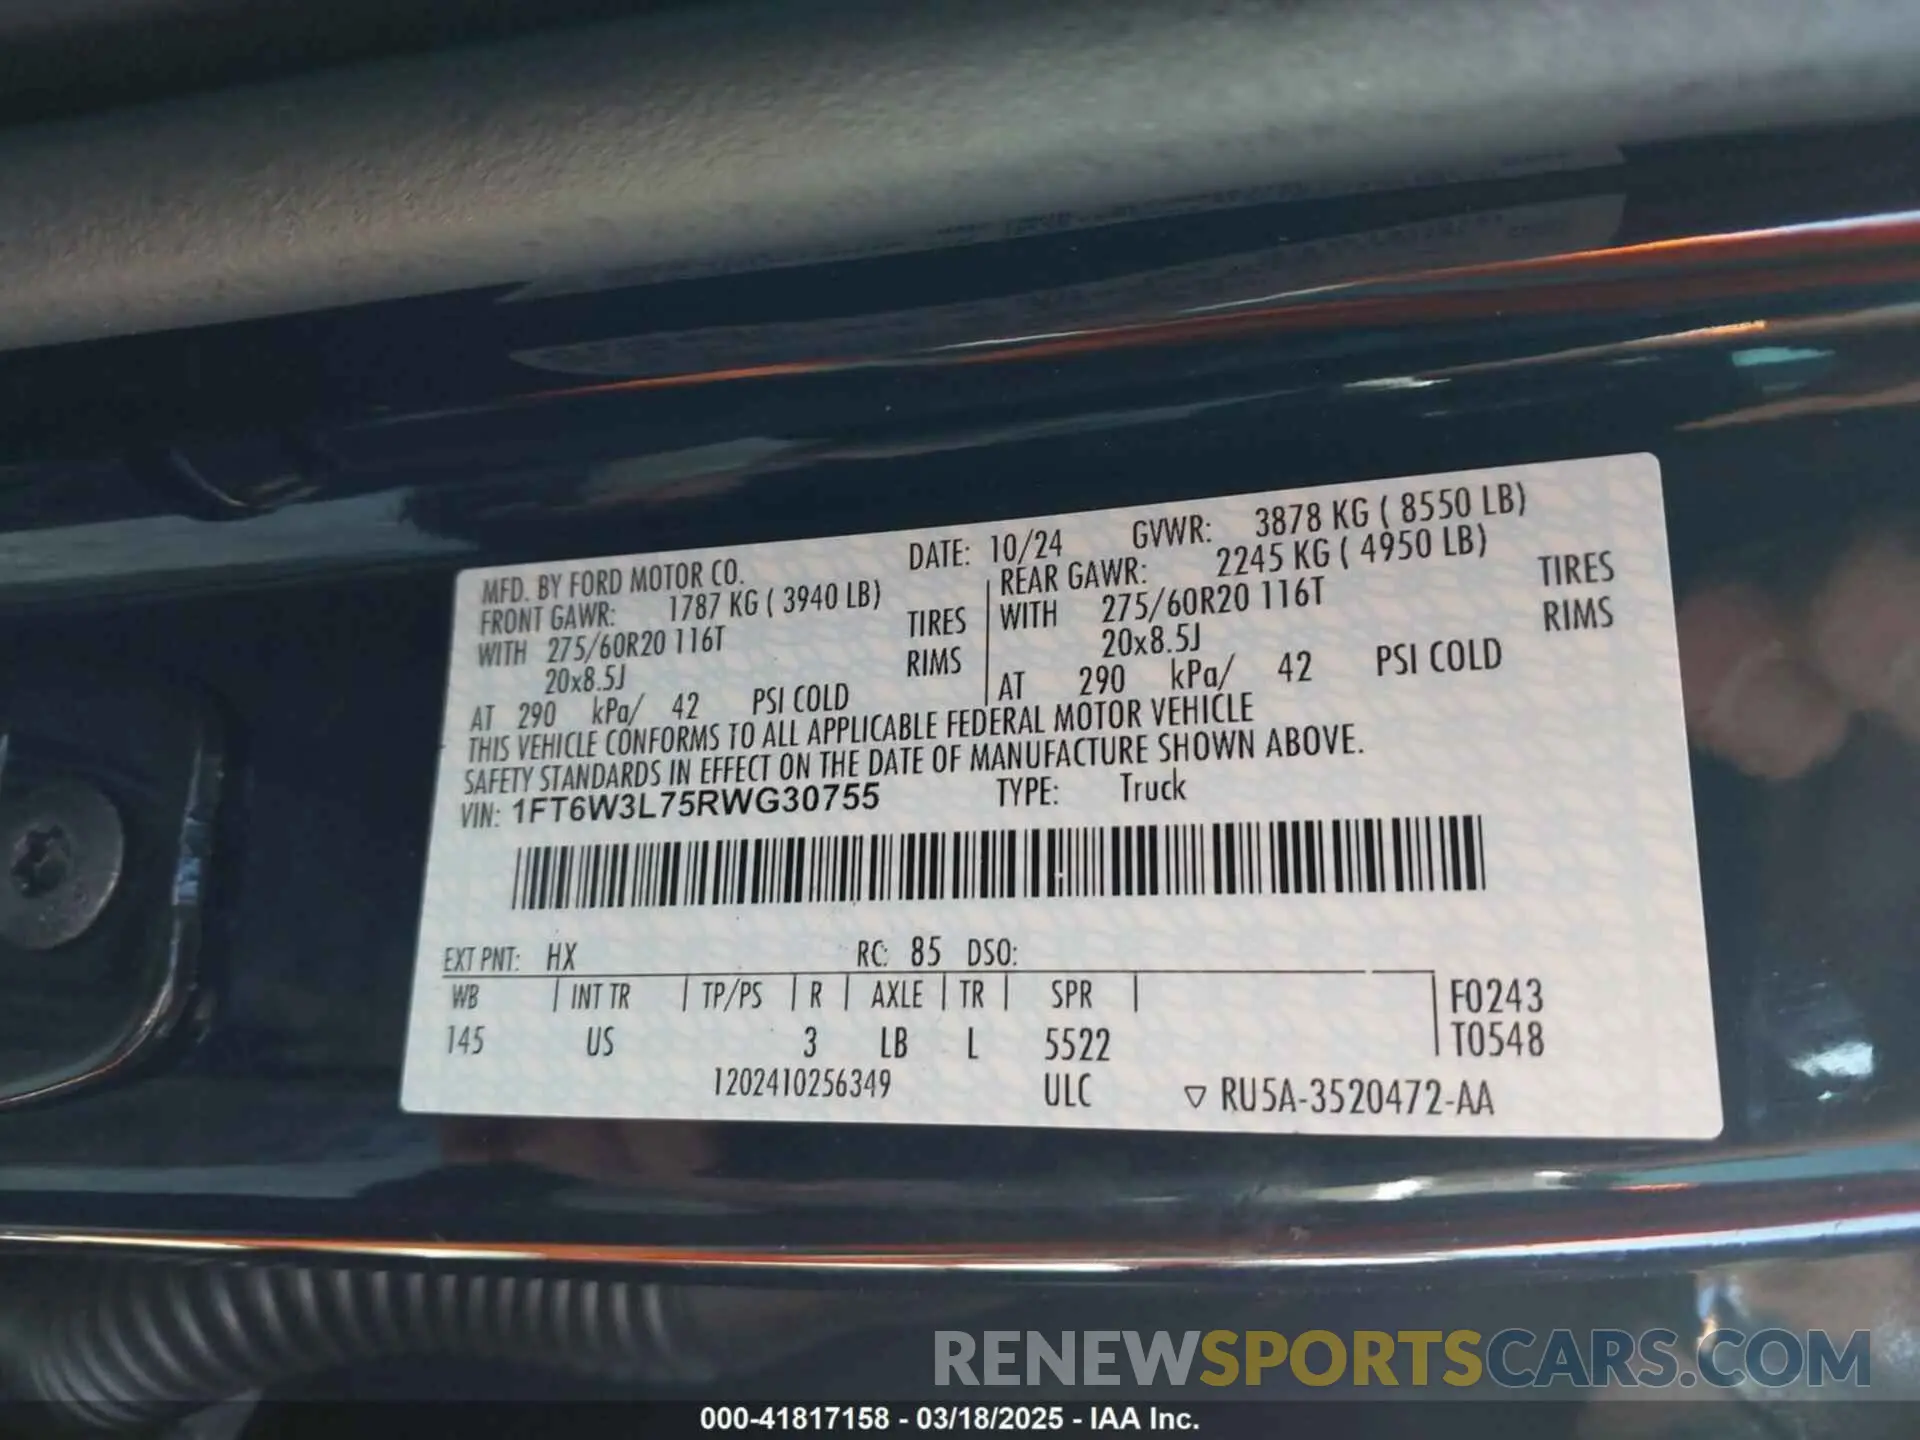 MFD. BY FORD MOTOR CO.
DATE: 10/24
GVWR: 3878 KG ( 8550 LB)
FRONT GAWR: 1787 KG ( 3940 LB)
WITH 275/60R20 116T TIRES
20x8.5J RIMS
AT 290 kPa/ 42 PSI COLD
REAR GAWR: 2245 KG ( 4950 LB)
WITH 275/60R20 116T TIRES
20x8.5J RIMS
AT 290 kPa/ 42 PSI COLD
THIS VEHICLE CONFORMS TO ALL APPLICABLE FEDERAL MOTOR VEHICLE
SAFETY STANDARDS IN EFFECT ON THE DATE OF MANUFACTURE SHOWN ABOVE.
VIN: 1FT6W3L75RWG30755 TYPE: Truck
EXT PNT: HX RC: 85 DSO:
WB | INT TR | TP/PS | R | AXLE | TR | SPR | F0243
145 US 3 LB L 5522 T0548
1202410256349 ULC ▽ RU5A-3520472-AA
RENEWSPORTSCARS.COM
000-41817158 - 03/18/2025 - IAA Inc.